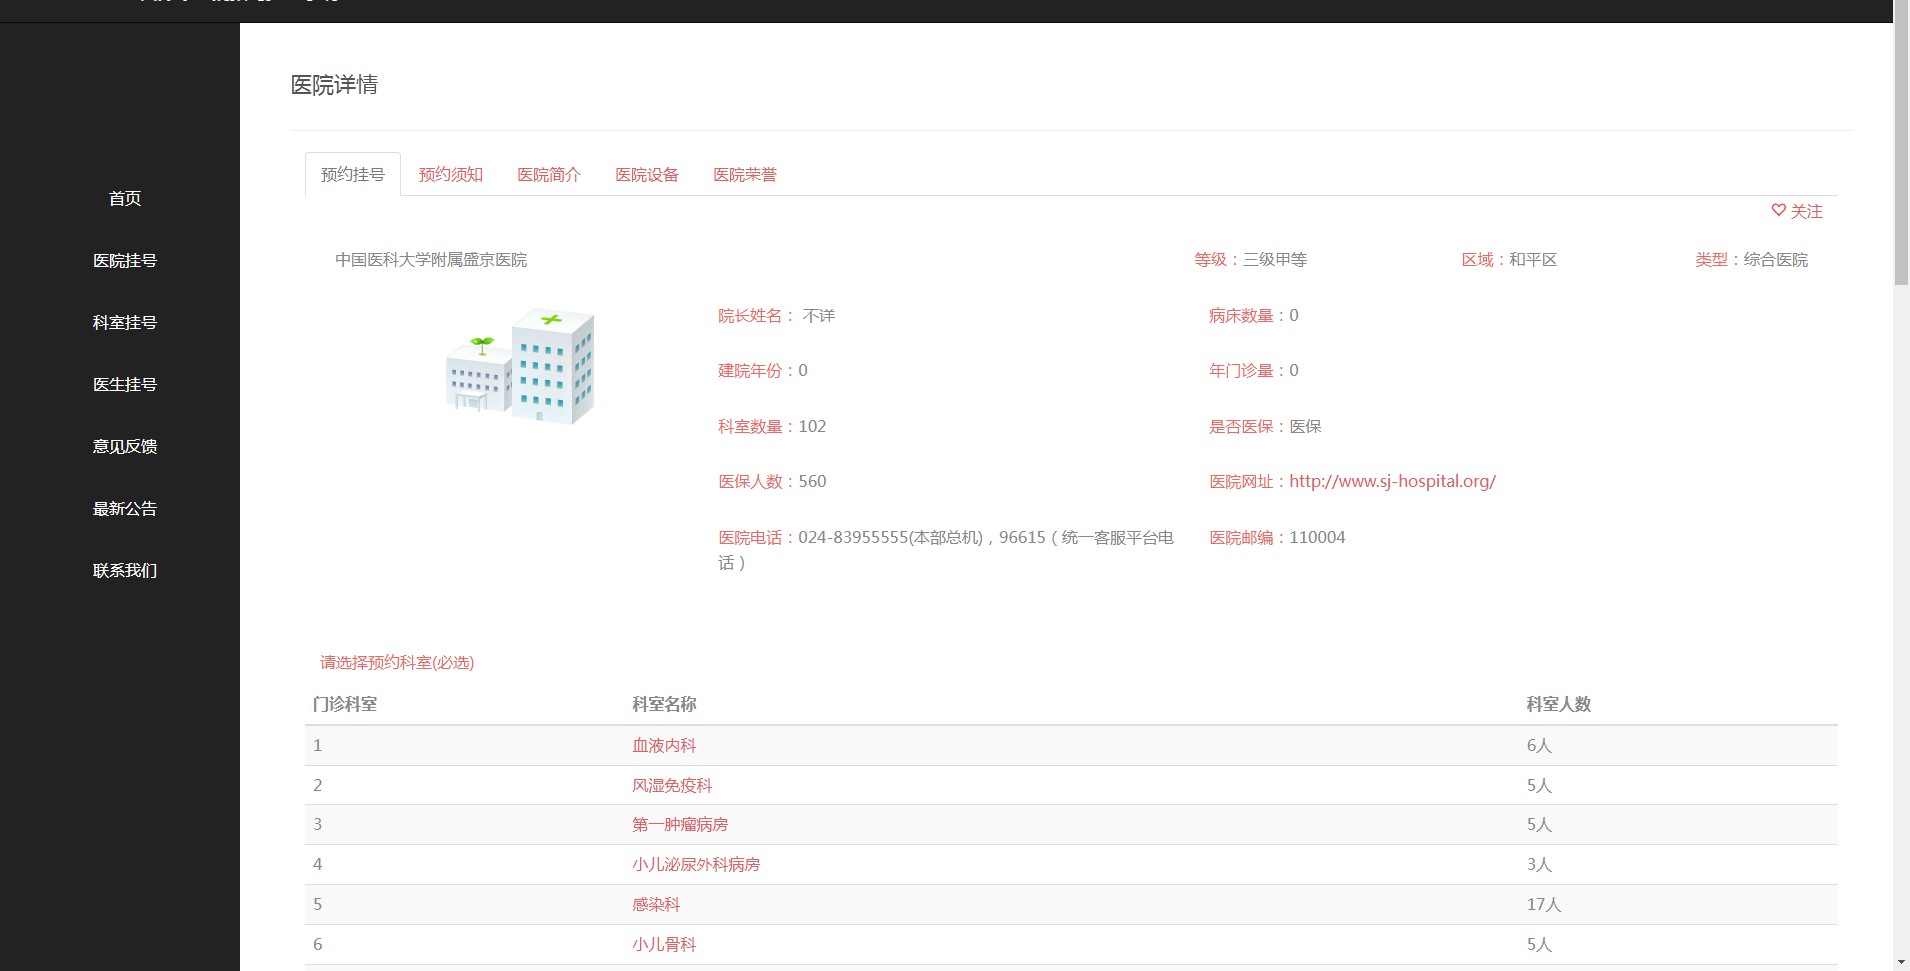 首页
医院挂号
科室挂号
医生挂号
意见反馈
最新公告
联系我们
医院详情
预约挂号 预约须知 医院简介 医院设备 医院荣誉
关注
中国医科大学附属盛京医院 等级：三级甲等 区域：和平区 类型：综合医院
院长姓名： 不详 病床数量：0
建院年份：0 年门诊量：0
科室数量：102 是否医保：医保
医保人数：560 医院网址：http://www.sj-hospital.org/
医院电话：024-83955555(本部总机)，96615（统一客服平台电 医院邮编：110004
话）
请选择预约科室(必选)
门诊科室 科室名称 科室人数
1 血液内科 6人
2 风湿免疫科 5人
3 第一肿瘤病房 5人
4 小儿泌尿外科病房 3人
5 感染科 17人
6 小儿骨科 5人